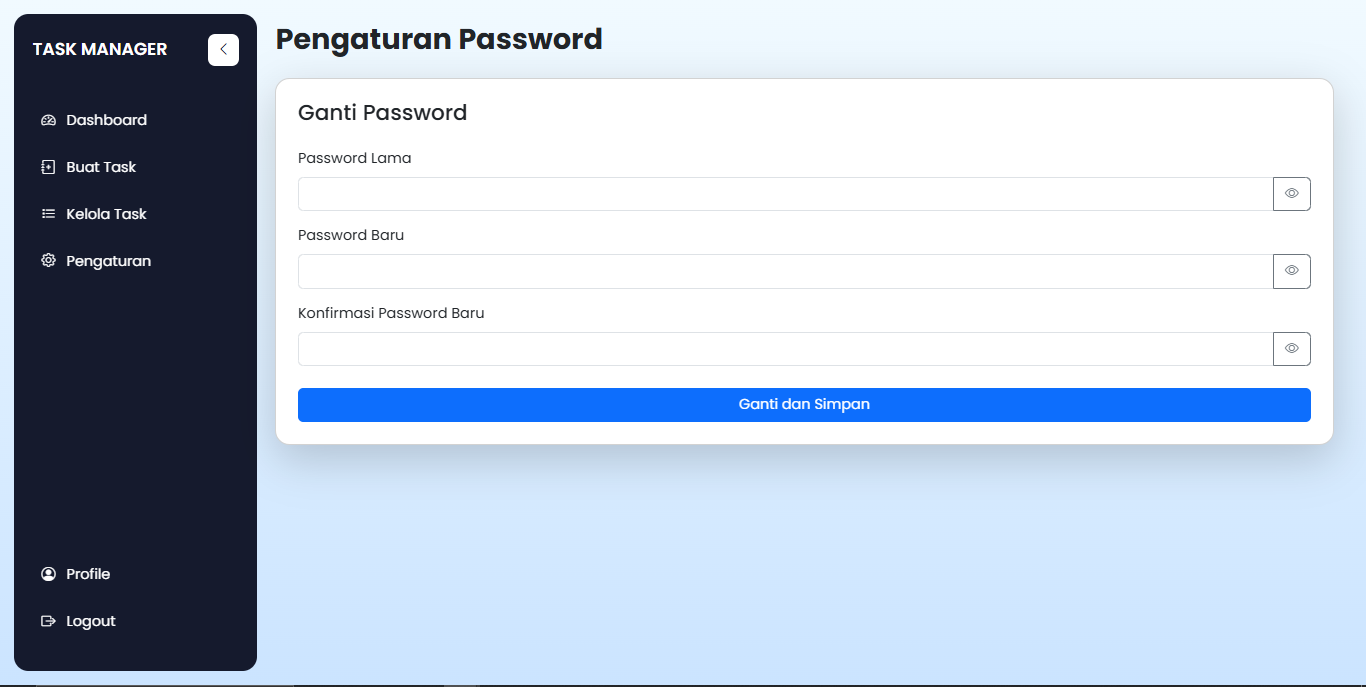 TASK MANAGER
Dashboard
Buat Task
Kelola Task
Pengaturan
Profile
Logout
Pengaturan Password
Ganti Password
Password Lama
Password Baru
Konfirmasi Password Baru
Ganti dan Simpan